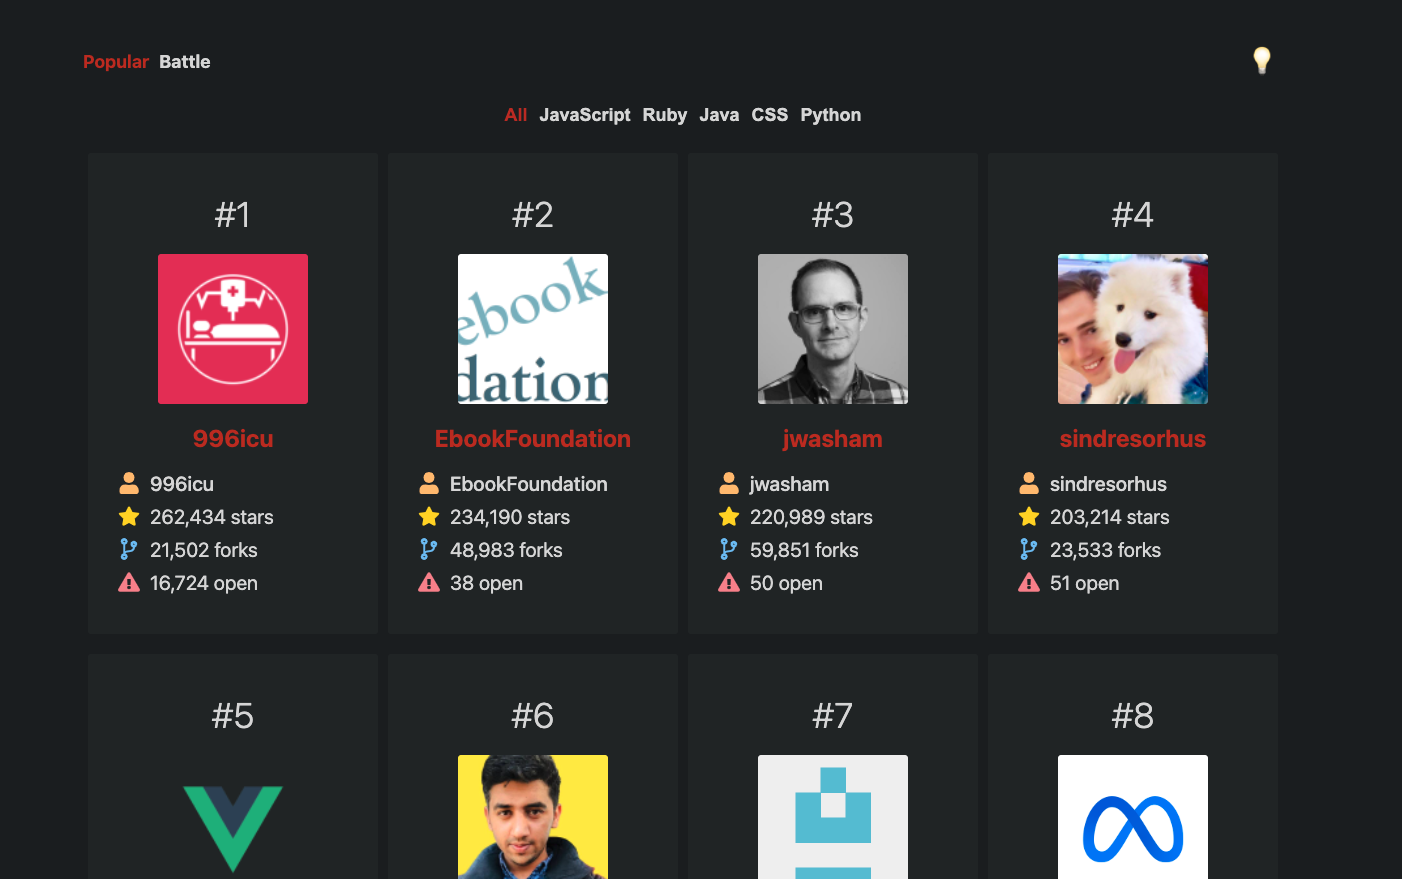 Popular Battle
All JavaScript Ruby Java CSS Python
#1
#2
#3
#4
ebook
dation
996icu
EbookFoundation
jwasham
sindresorhus
996icu
EbookFoundation
jwasham
sindresorhus
262,434 stars
234,190 stars
220,989 stars
203,214 stars
21,502 forks
48,983 forks
59,851 forks
23,533 forks
16,724 open
38 open
50 open
51 open
#5
#6
#7
#8